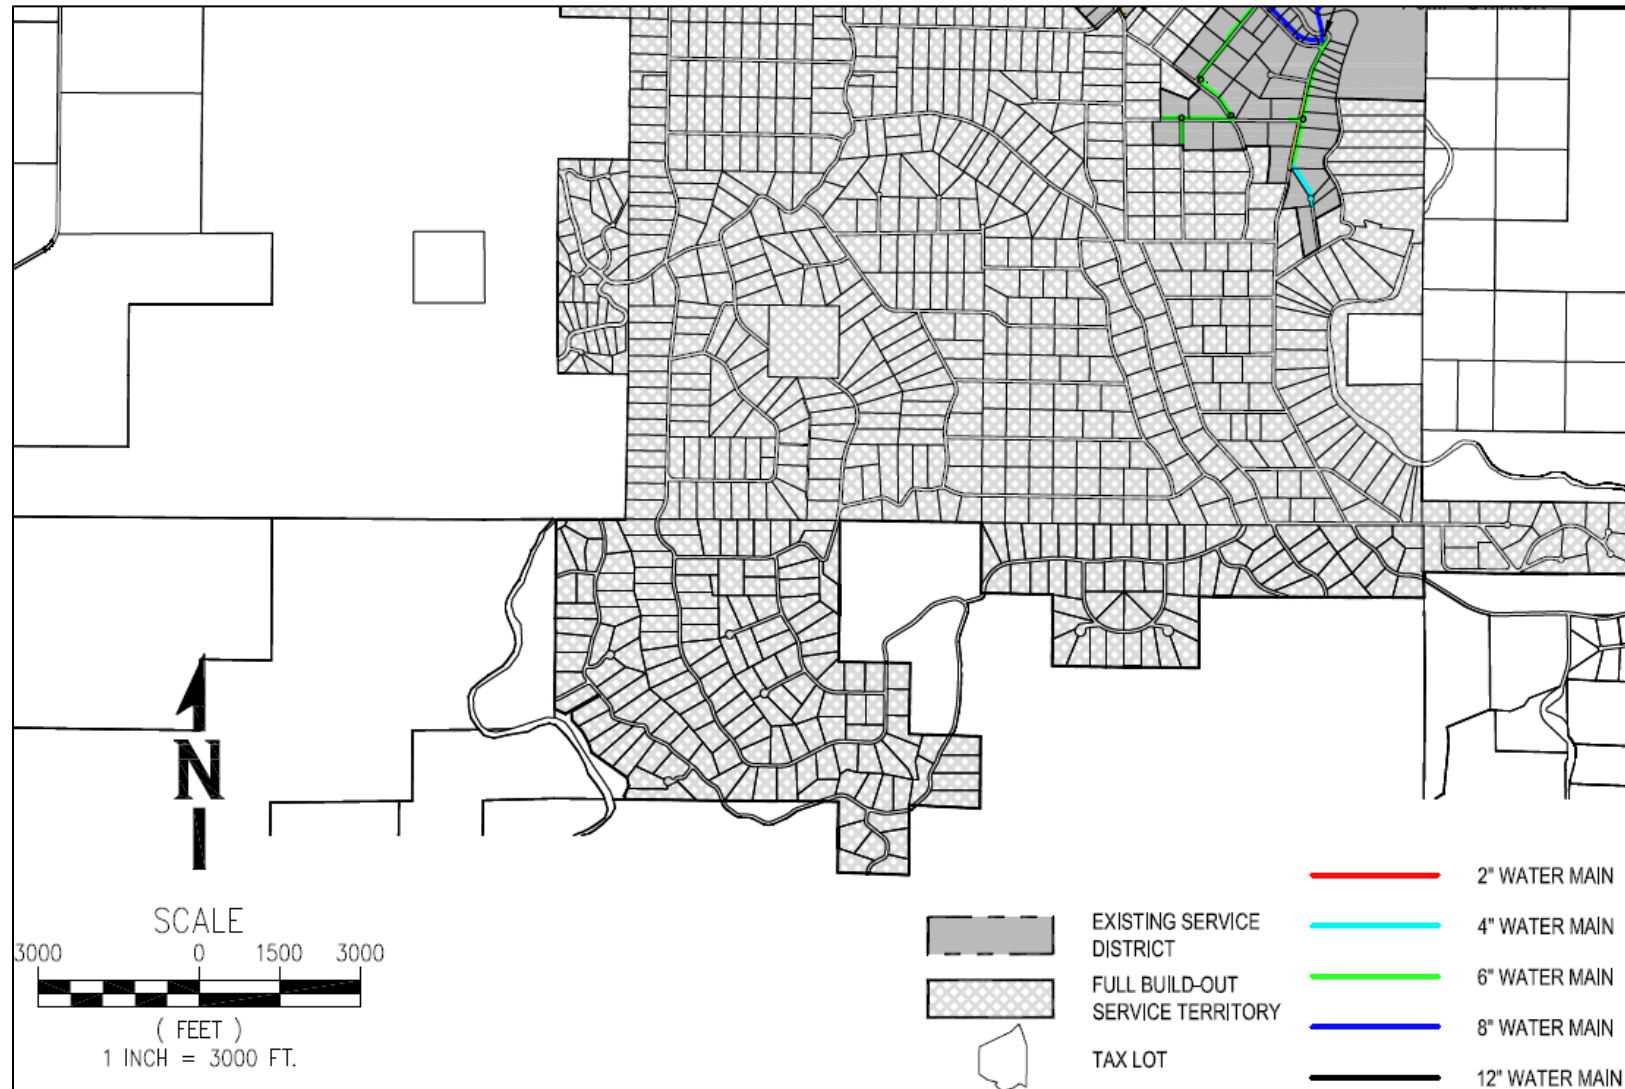 N
SCALE
3000 0 1500 3000
( FEET )
1 INCH = 3000 FT.
EXISTING SERVICE
DISTRICT
FULL BUILD-OUT
SERVICE TERRITORY
TAX LOT
2" WATER MAIN
4" WATER MAIN
6" WATER MAIN
8" WATER MAIN
12" WATER MAIN